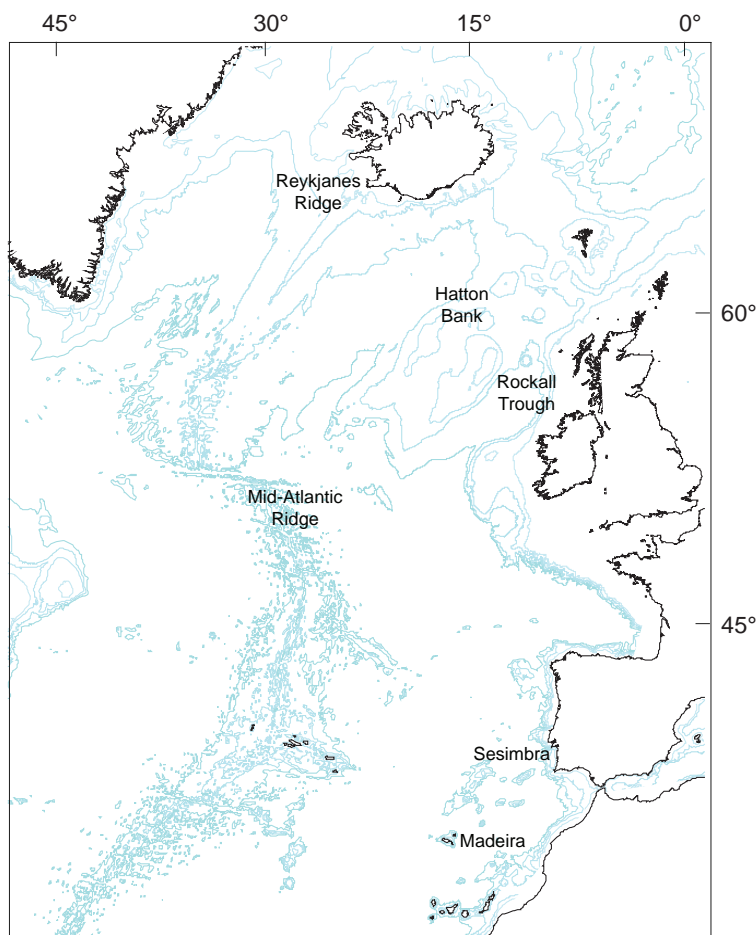 45° 30° 15° 0°
Reykjanes
Ridge
Hatton
Bank
60°
Rockall
Trough
Mid-Atlantic
Ridge
45°
Sesimbra
Madeira